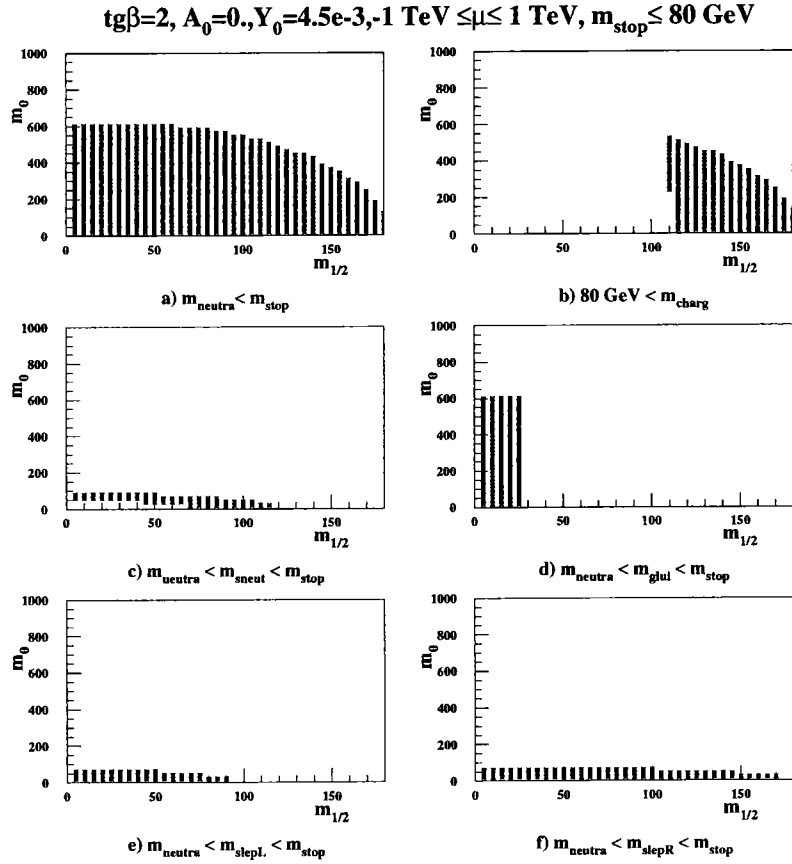 tgβ=2, A₀=0.,Y₀=4.5e-3,-1 TeV ≤μ≤ 1 TeV, m_stop≤ 80 GeV
m₀
1000
800
600
400
200
0
0 50 100 150
m_1/2
a) m_neutra < m_stop
m₀
1000
800
600
400
200
0
0 50 100 150
m_1/2
b) 80 GeV < m_charg
m₀
1000
800
600
400
200
0
0 50 100 150
m_1/2
c) m_ueutra < m_sneut < m_stop
m₀
1000
800
600
400
200
0
0 50 100 150
m_1/2
d) m_neutra < m_glui < m_stop
m₀
1000
800
600
400
200
0
0 50 100 150
m_1/2
e) m_neutra < m_slepL < m_stop
m₀
1000
800
600
400
200
0
0 50 100 150
m_1/2
f) m_neutra < m_slepR < m_stop